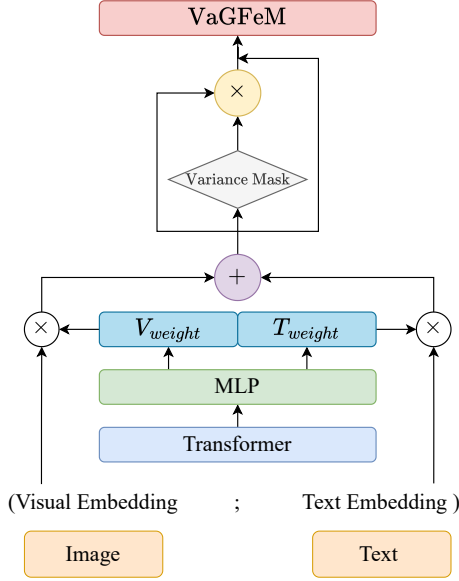 VaGFeM
×
Variance Mask
+
× V_weight T_weight ×
MLP
Transformer
(Visual Embedding ; Text Embedding )
Image Text